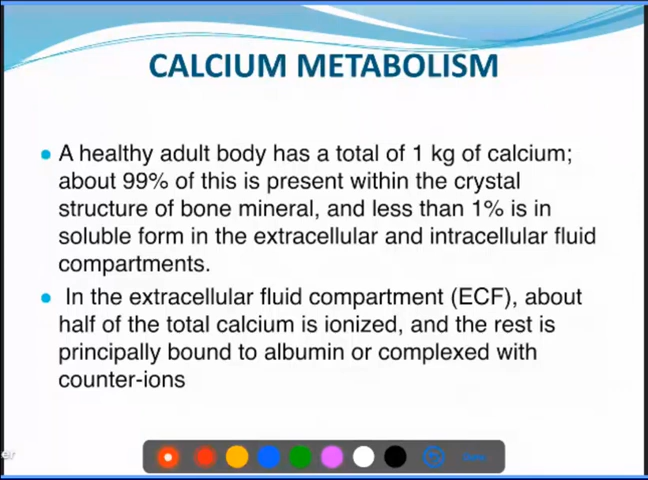 CALCIUM METABOLISM
• A healthy adult body has a total of 1 kg of calcium;
about 99% of this is present within the crystal
structure of bone mineral, and less than 1% is in
soluble form in the extracellular and intracellular fluid
compartments.
• In the extracellular fluid compartment (ECF), about
half of the total calcium is ionized, and the rest is
principally bound to albumin or complexed with
counter-ions